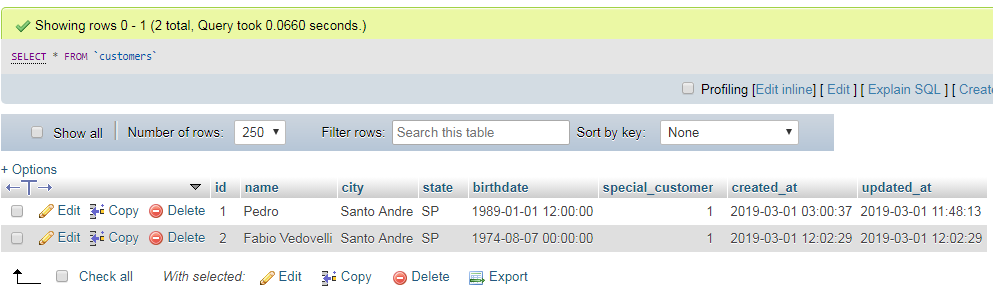 Showing rows 0 - 1 (2 total, Query took 0.0660 seconds.)
SELECT * FROM `customers`
Profiling [Edit inline] [ Edit ] [ Explain SQL ] [ Create
Show all Number of rows: 250 Filter rows: Search this table Sort by key: None
+ Options
id name city state birthdate special_customer created_at updated_at
Edit Copy Delete 1 Pedro Santo Andre SP 1989-01-01 12:00:00 1 2019-03-01 03:00:37 2019-03-01 11:48:13
Edit Copy Delete 2 Fabio Vedovelli Santo Andre SP 1974-08-07 00:00:00 1 2019-03-01 12:02:29 2019-03-01 12:02:29
Check all With selected: Edit Copy Delete Export